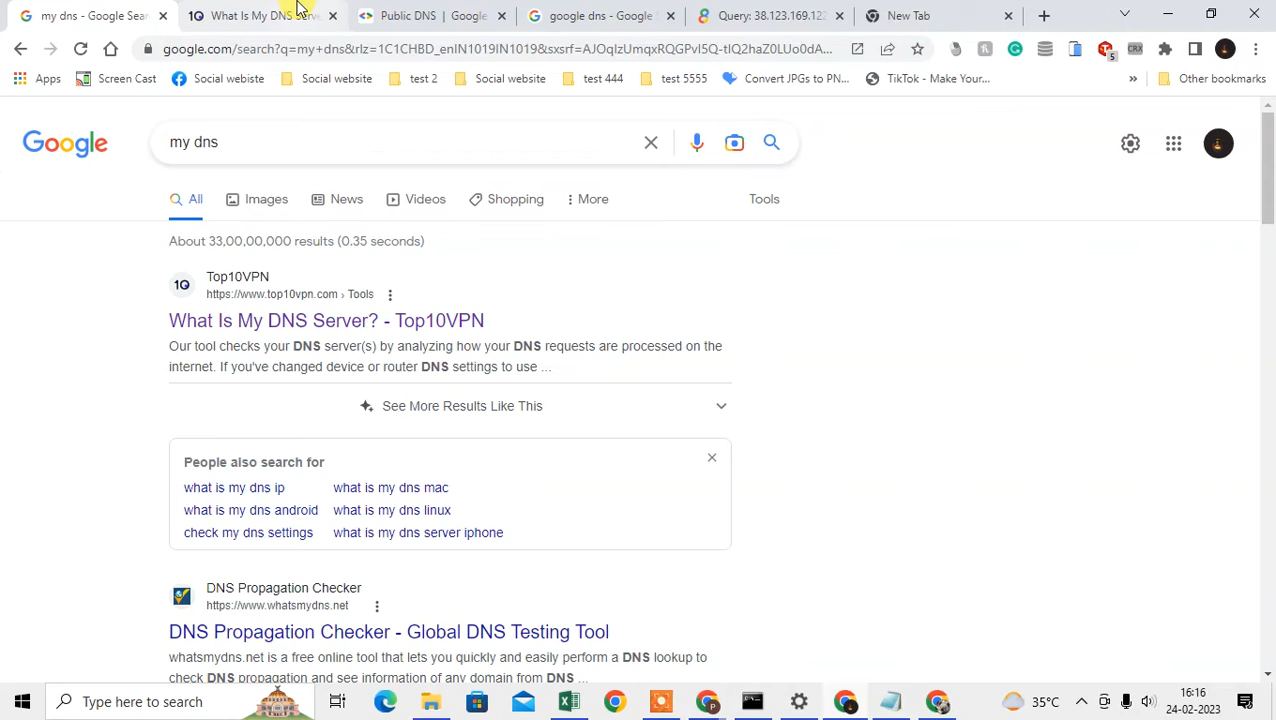 my dns - Google Sear
What Is My DNS Serve
Public DNS | Google
google dns - Google
Query: 38.123.169.122
New Tab
google.com/search?q=my+dns&rlz=1C1CHBD_enIN1019IN1019&sxsrf=AJOqlzUmqxRQGPvI5Q-tIQ2haZ0LUo0dA...
5
Apps
Screen Cast
Social webiste
Social website
test 2
Social website
test 444
test 5555
Convert JPGs to PN...
TikTok - Make Your...
Other bookmarks
Google
my dns
All
Images
News
Videos
Shopping
More
Tools
About 33,00,00,000 results (0.35 seconds)
Top10VPN
https://www.top10vpn.com › Tools
What Is My DNS Server? - Top10VPN
Our tool checks your DNS server(s) by analyzing how your DNS requests are processed on the
internet. If you've changed device or router DNS settings to use ...
See More Results Like This
People also search for
what is my dns ip
what is my dns mac
what is my dns android
what is my dns linux
check my dns settings
what is my dns server iphone
DNS Propagation Checker
https://www.whatsmydns.net
DNS Propagation Checker - Global DNS Testing Tool
whatsmydns.net is a free online tool that lets you quickly and easily perform a DNS lookup to
check DNS propagation and see information of any domain from DNS ...
Type here to search
35°C
16:16
24-02-2023